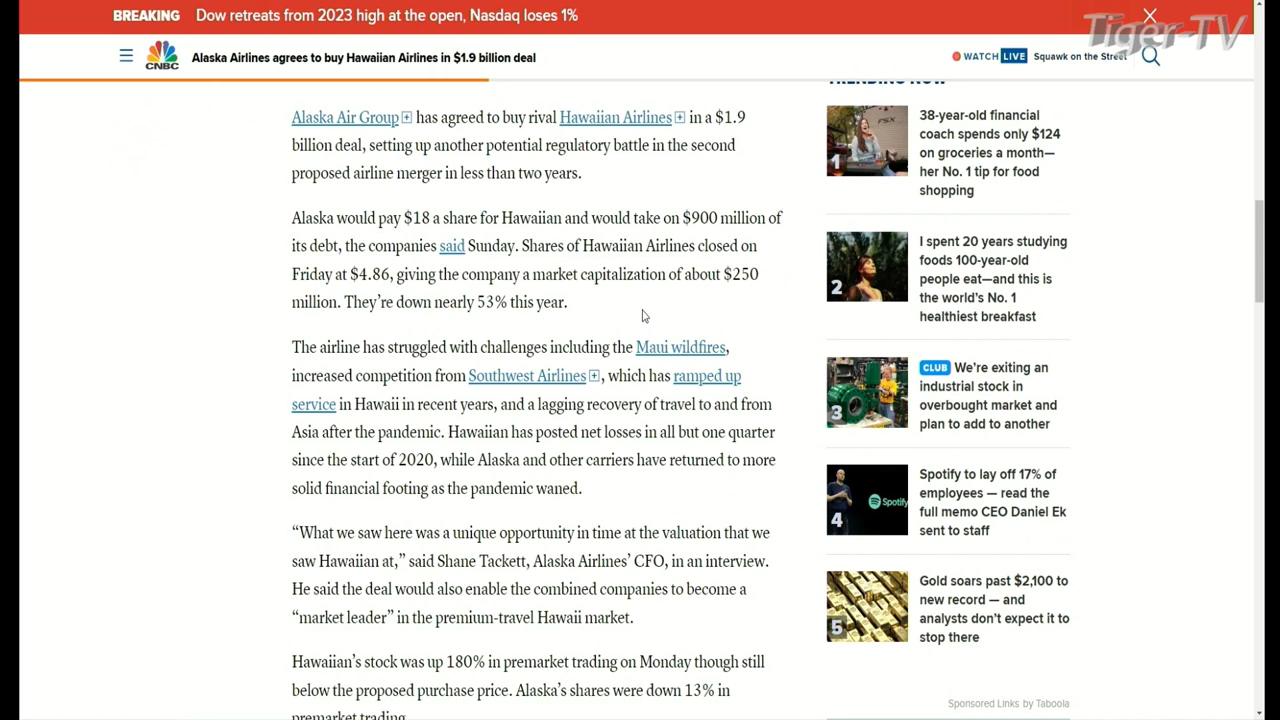 BREAKING Dow retreats from 2023 high at the open, Nasdaq loses 1%
Tiger-TV
CNBC
Alaska Airlines agrees to buy Hawaiian Airlines in $1.9 billion deal
WATCH LIVE Squawk on the Street
TRENDING NOW
Alaska Air Group has agreed to buy rival Hawaiian Airlines in a $1.9
billion deal, setting up another potential regulatory battle in the second
proposed airline merger in less than two years.
Alaska would pay $18 a share for Hawaiian and would take on $900 million of
its debt, the companies said Sunday. Shares of Hawaiian Airlines closed on
Friday at $4.86, giving the company a market capitalization of about $250
million. They’re down nearly 53% this year.
The airline has struggled with challenges including the Maui wildfires,
increased competition from Southwest Airlines, which has ramped up
service in Hawaii in recent years, and a lagging recovery of travel to and from
Asia after the pandemic. Hawaiian has posted net losses in all but one quarter
since the start of 2020, while Alaska and other carriers have returned to more
solid financial footing as the pandemic waned.
“What we saw here was a unique opportunity in time at the valuation that we
saw Hawaiian at,” said Shane Tackett, Alaska Airlines’ CFO, in an interview.
He said the deal would also enable the combined companies to become a
“market leader” in the premium-travel Hawaii market.
Hawaiian’s stock was up 180% in premarket trading on Monday though still
below the proposed purchase price. Alaska’s shares were down 13% in
premarket trading.
FSX
1
38-year-old financial
coach spends only $124
on groceries a month—
her No. 1 tip for food
shopping
2
I spent 20 years studying
foods 100-year-old
people eat—and this is
the world’s No. 1
healthiest breakfast
3
CLUB We’re exiting an
industrial stock in
overbought market and
plan to add to another
Spotify
4
Spotify to lay off 17% of
employees — read the
full memo CEO Daniel Ek
sent to staff
5
Gold soars past $2,100 to
new record — and
analysts don’t expect it to
stop there
Sponsored Links by Taboola